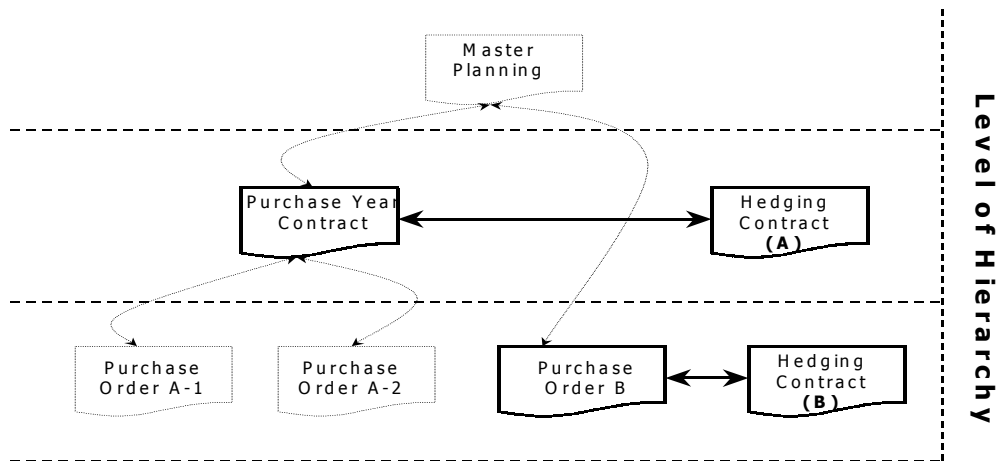 Master
Planning
Purchase Year
Contract
Hedging
Contract
(A)
Purchase
Order A-1
Purchase
Order A-2
Purchase
Order B
Hedging
Contract
(B)
Level of Hierarchy